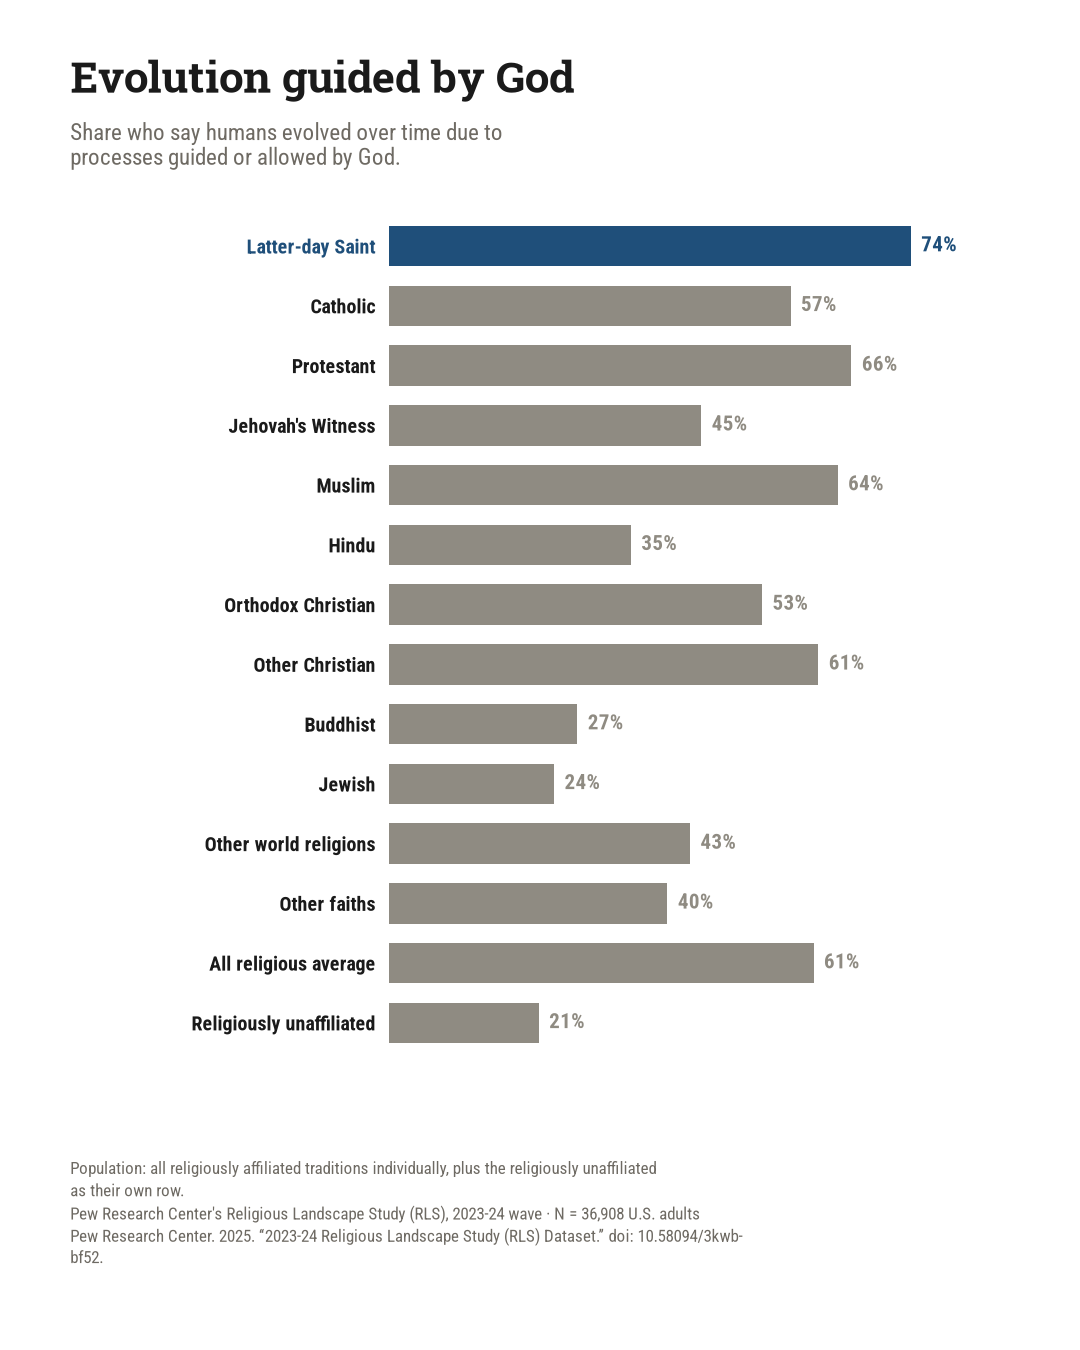 Evolution guided by God
Share who say humans evolved over time due to
processes guided or allowed by God.
Latter-day Saint 74%
Catholic 57%
Protestant 66%
Jehovah's Witness 45%
Muslim 64%
Hindu 35%
Orthodox Christian 53%
Other Christian 61%
Buddhist 27%
Jewish 24%
Other world religions 43%
Other faiths 40%
All religious average 61%
Religiously unaffiliated 21%
Population: all religiously affiliated traditions individually, plus the religiously unaffiliated
as their own row.
Pew Research Center's Religious Landscape Study (RLS), 2023-24 wave · N = 36,908 U.S. adults
Pew Research Center. 2025. “2023-24 Religious Landscape Study (RLS) Dataset.” doi: 10.58094/3kwb-
bf52.